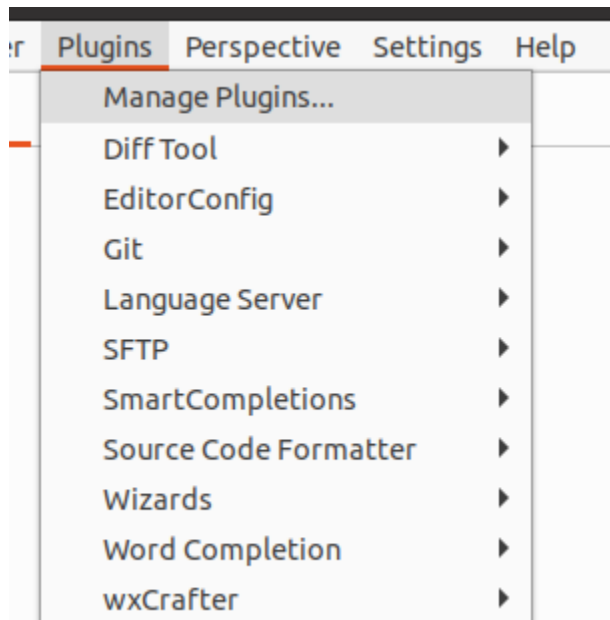 er Plugins Perspective Settings Help
Manage Plugins...
Diff Tool
EditorConfig
Git
Language Server
SFTP
SmartCompletions
Source Code Formatter
Wizards
Word Completion
wxCrafter